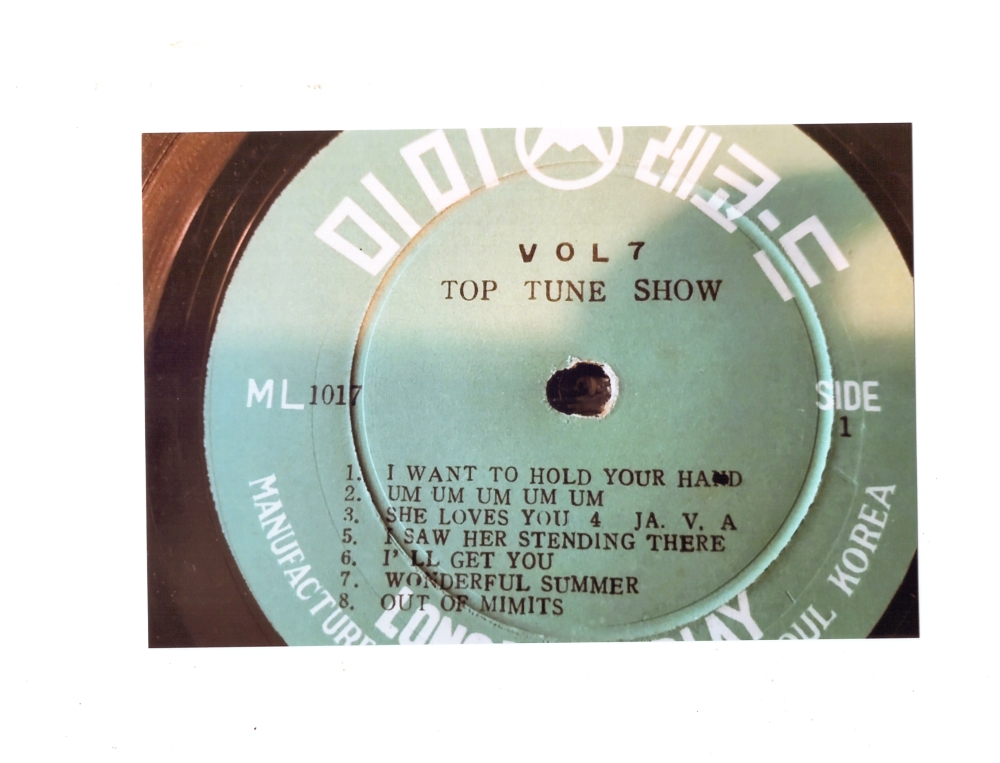 미미 레코-드
VOL 7
TOP TUNE SHOW
ML 1017
SIDE
1
1. I WANT TO HOLD YOUR HAND
2. UM UM UM UM UM
3. SHE LOVES YOU 4 JA. V. A
5. I SAW HER STENDING THERE
6. I'LL GET YOU
7. WONDERFUL SUMMER
8. OUT OF MIMITS
KOREA